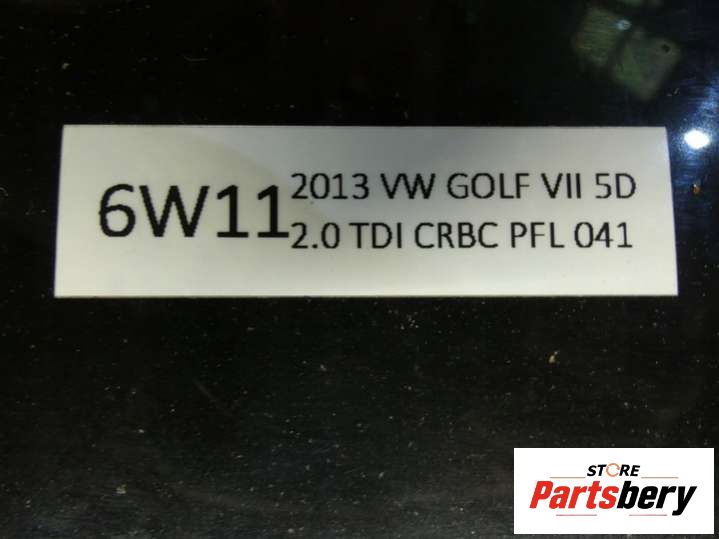 6W11
2013 VW GOLF VII 5D
2.0 TDI CRBC PFL 041
STORE
Partsbery